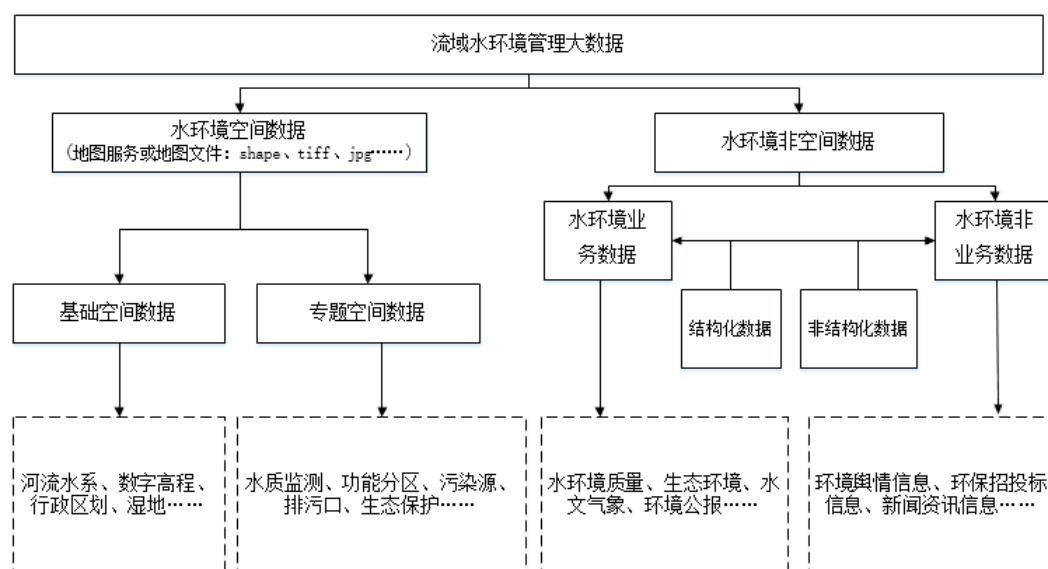 流域水环境管理大数据
水环境空间数据
(地图服务或地图文件：shape、tiff、jpg……)
水环境非空间数据
水环境业
务数据
水环境非
业务数据
基础空间数据
专题空间数据
结构化数据
非结构化数据
河流水系、数字高程、
行政区划、湿地……
水质监测、功能分区、污染源、
排污口、生态保护……
水环境质量、生态环境、水
文气象、环境公报……
环境舆情信息、环保招投标
信息、新闻资讯信息……